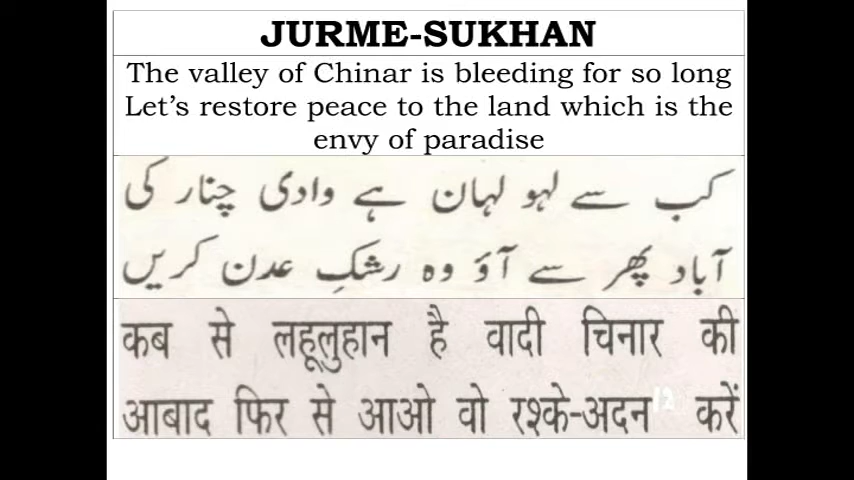 JURME-SUKHAN
The valley of Chinar is bleeding for so long
Let's restore peace to the land which is the
envy of paradise
کب سے لہو لہان ہے وادی چنار کی
آباد پھر سے آؤ وہ رشکِ عدن کریں
कब से लहूलुहान है वादी चिनार की
आबाद फिर से आओ वो रश्के-अदन करें
12